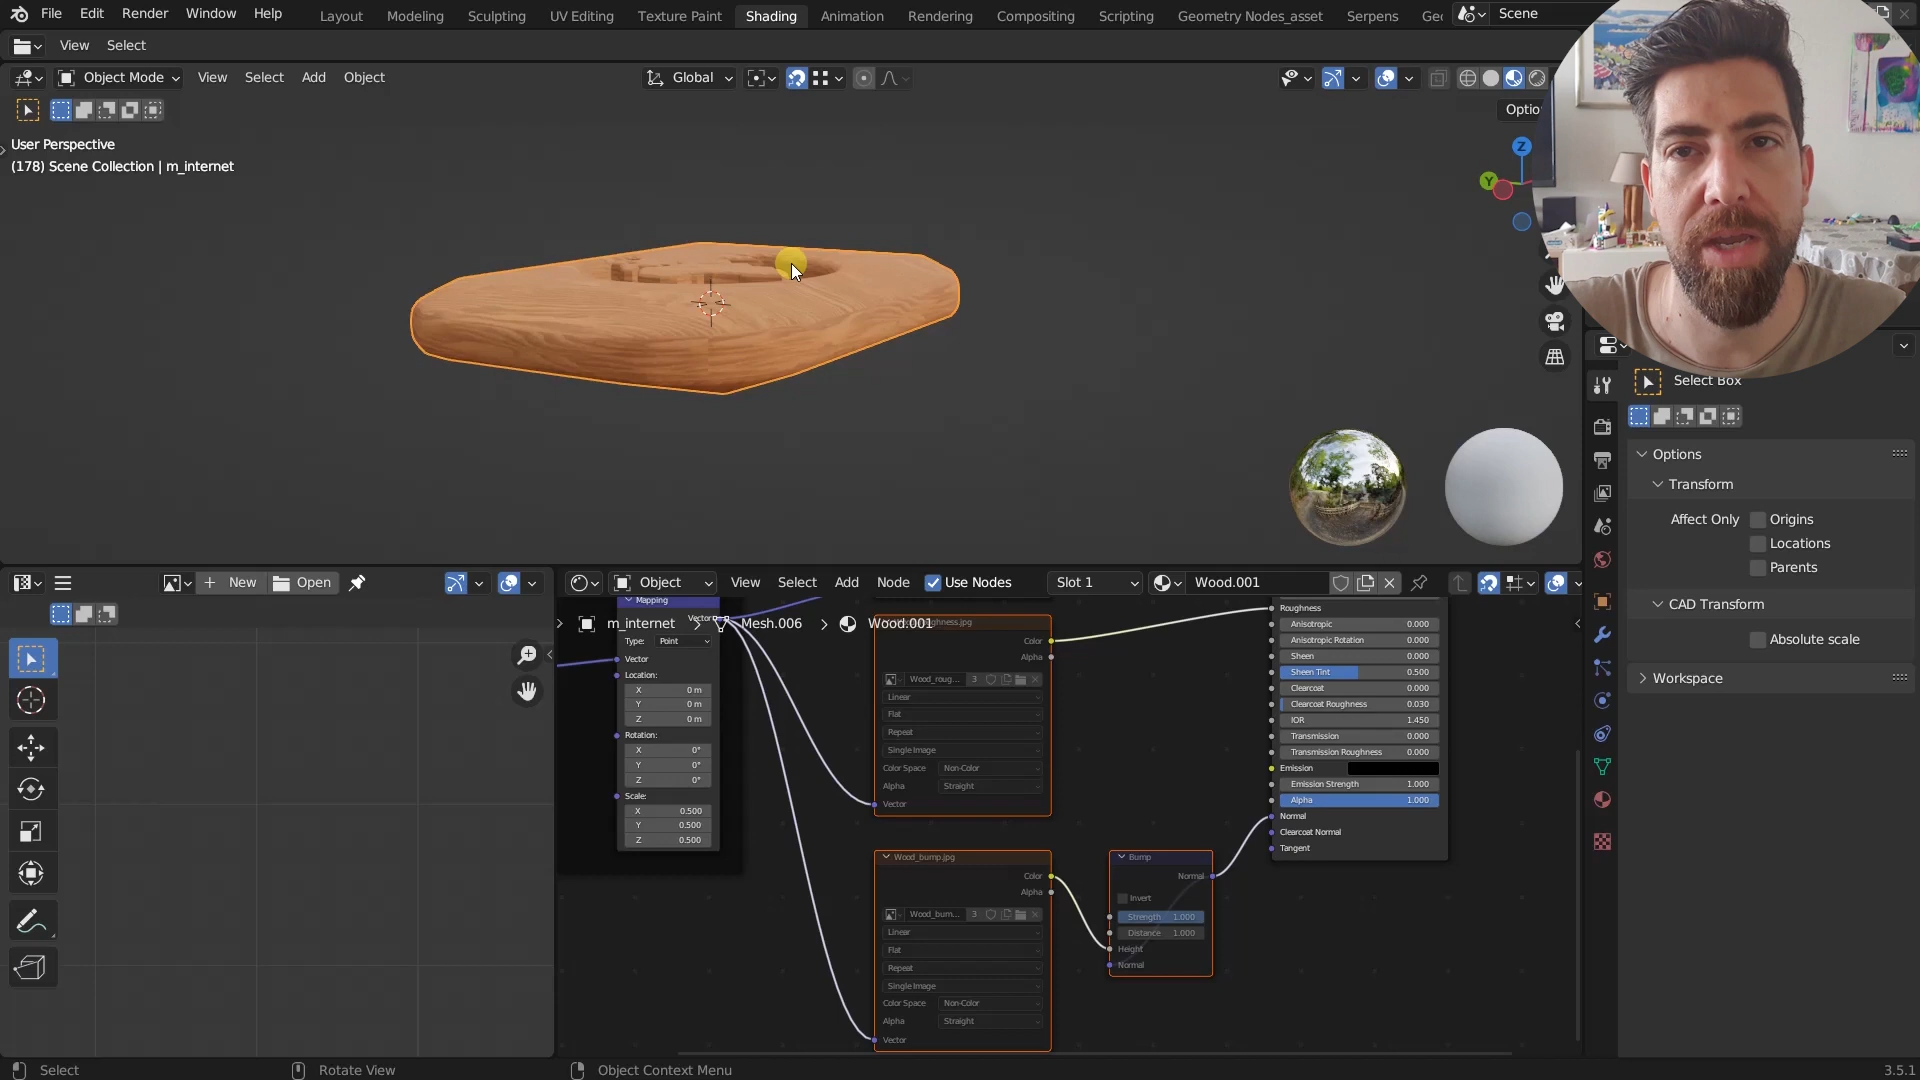 File Edit Render Window Help Layout Modeling Sculpting UV Editing Texture Paint Shading Animation Rendering Compositing Scripting Geometry Nodes_asset Serpens Scene
View Select
Object Mode View Select Add Object Global
Optio
User Perspective
(178) Scene Collection | m_internet
Z
Y
Select Box
Options
Transform
Affect Only Origins
Locations
Parents
CAD Transform
Absolute scale
Workspace
New Open
Object View Select Add Node Use Nodes Slot 1 Wood.001
m_internet > Mesh.006 > Wood.001
Mapping
Vector
Type: Point
Vector
Location:
X 0 m
Y 0 m
Z 0 m
Rotation:
X 0°
Y 0°
Z 0°
Scale:
X 0.500
Y 0.500
Z 0.500
Color
Alpha
Wood_roug... 3
Linear
Flat
Repeat
Single Image
Color Space Non-Color
Alpha Straight
Vector
Wood_bump.jpg
Color
Alpha
Wood_bum... 3
Linear
Flat
Repeat
Single Image
Color Space Non-Color
Alpha Straight
Vector
Bump
Normal
Invert
Strength 1.000
Distance 1.000
Height
Normal
Roughness
Anisotropic 0.000
Anisotropic Rotation 0.000
Sheen 0.000
Sheen Tint 0.500
Clearcoat 0.000
Clearcoat Roughness 0.030
IOR 1.450
Transmission 0.000
Transmission Roughness 0.000
Emission
Emission Strength 1.000
Alpha 1.000
Normal
Clearcoat Normal
Tangent
Select Rotate View Object Context Menu 3.5.1